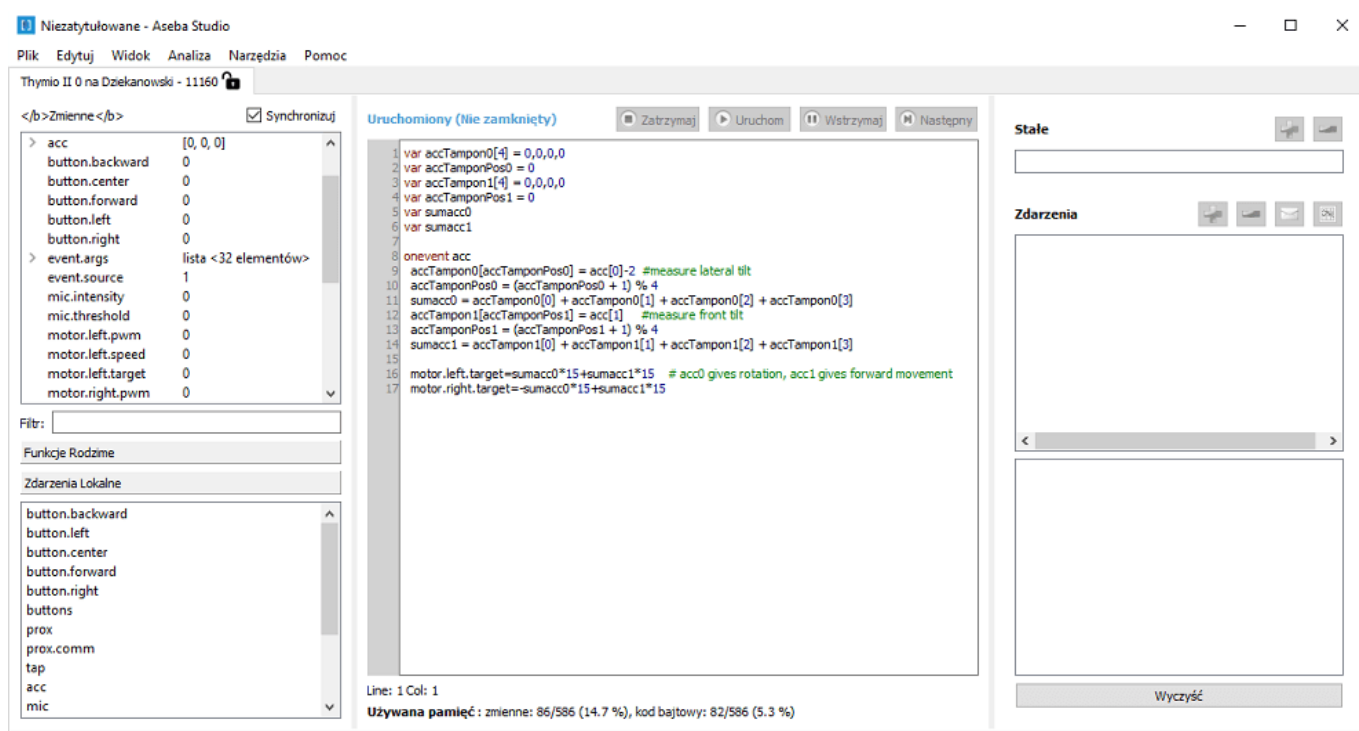 Niezatytułowane - Aseba Studio
Plik Edytuj Widok Analiza Narzędzia Pomoc
Thymio II 0 na Dziekanowski - 11160
</b>Zmienne</b> Synchronizuj
acc [0, 0, 0]
button.backward 0
button.center 0
button.forward 0
button.left 0
button.right 0
event.args lista <32 elementów>
event.source 1
mic.intensity 0
mic.threshold 0
motor.left.pwm 0
motor.left.speed 0
motor.left.target 0
motor.right.pwm 0
Filtr:
Funkcje Rodzime
Zdarzenia Lokalne
button.backward
button.left
button.center
button.forward
button.right
buttons
prox
prox.comm
tap
acc
mic
Uruchomiony (Nie zamknięty) Zatrzymaj Uruchom Wstrzymaj Następny
1 var accTampon0[4] = 0,0,0,0
2 var accTamponPos0 = 0
3 var accTampon1[4] = 0,0,0,0
4 var accTamponPos1 = 0
5 var sumacc0
6 var sumacc1
7
8 onevent acc
9 accTampon0[accTamponPos0] = acc[0]-2 #measure lateral tilt
10 accTamponPos0 = (accTamponPos0 + 1) % 4
11 sumacc0 = accTampon0[0] + accTampon0[1] + accTampon0[2] + accTampon0[3]
12 accTampon1[accTamponPos1] = acc[1] #measure front tilt
13 accTamponPos1 = (accTamponPos1 + 1) % 4
14 sumacc1 = accTampon1[0] + accTampon1[1] + accTampon1[2] + accTampon1[3]
15
16 motor.left.target=sumacc0*15+sumacc1*15 # acc0 gives rotation, acc1 gives forward movement
17 motor.right.target=-sumacc0*15+sumacc1*15
Line: 1 Col: 1
Używana pamięć : zmienne: 86/586 (14.7 %), kod bajtowy: 82/586 (5.3 %)
Stałe
Zdarzenia
Wyczyść